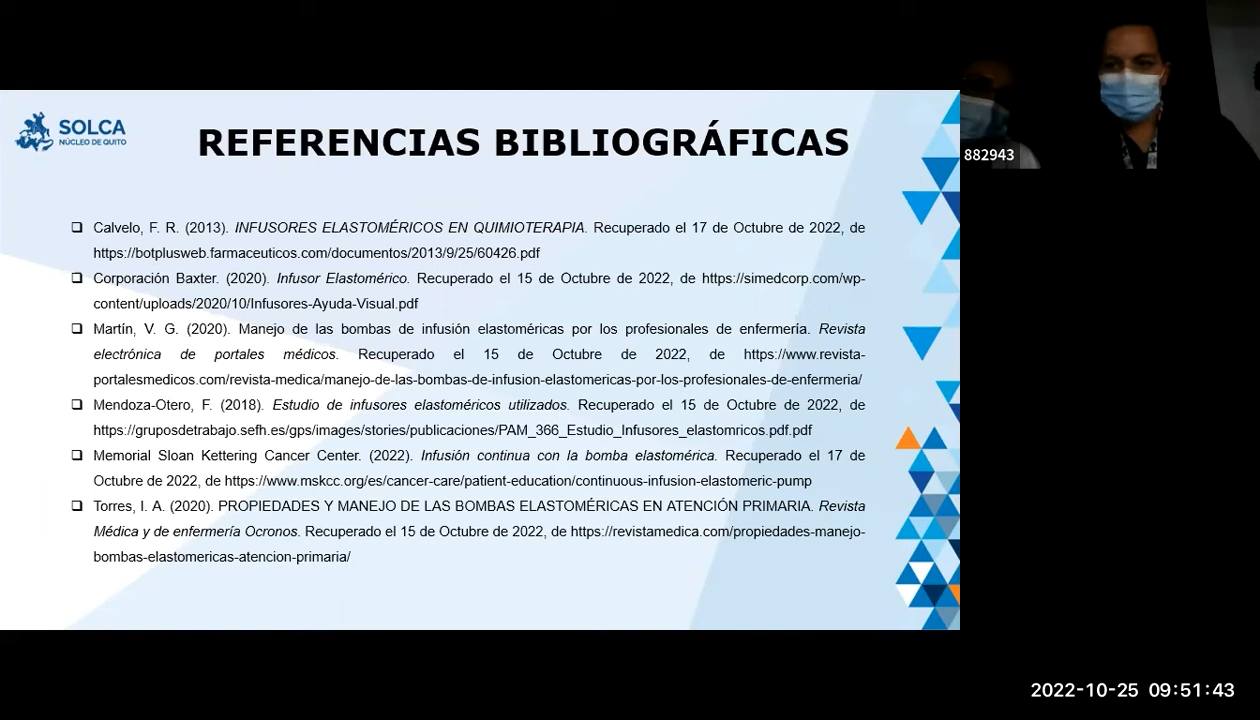 SOLCA
NÚCLEO DE QUITO
REFERENCIAS BIBLIOGRÁFICAS
❑ Calvelo, F. R. (2013). INFUSORES ELASTOMÉRICOS EN QUIMIOTERAPIA. Recuperado el 17 de Octubre de 2022, de
https://botplusweb.farmaceuticos.com/documentos/2013/9/25/60426.pdf
❑ Corporación Baxter. (2020). Infusor Elastomérico. Recuperado el 15 de Octubre de 2022, de https://simedcorp.com/wp-
content/uploads/2020/10/Infusores-Ayuda-Visual.pdf
❑ Martín, V. G. (2020). Manejo de las bombas de infusión elastoméricas por los profesionales de enfermería. Revista
electrónica de portales médicos. Recuperado el 15 de Octubre de 2022, de https://www.revista-
portalesmedicos.com/revista-medica/manejo-de-las-bombas-de-infusion-elastomericas-por-los-profesionales-de-enfermeria/
❑ Mendoza-Otero, F. (2018). Estudio de infusores elastoméricos utilizados. Recuperado el 15 de Octubre de 2022, de
https://gruposdetrabajo.sefh.es/gps/images/stories/publicaciones/PAM_366_Estudio_Infusores_elastomricos.pdf.pdf
❑ Memorial Sloan Kettering Cancer Center. (2022). Infusión continua con la bomba elastomérica. Recuperado el 17 de
Octubre de 2022, de https://www.mskcc.org/es/cancer-care/patient-education/continuous-infusion-elastomeric-pump
❑ Torres, I. A. (2020). PROPIEDADES Y MANEJO DE LAS BOMBAS ELASTOMÉRICAS EN ATENCIÓN PRIMARIA. Revista
Médica y de enfermería Ocronos. Recuperado el 15 de Octubre de 2022, de https://revistamedica.com/propiedades-manejo-
bombas-elastomericas-atencion-primaria/
882943
2022-10-25 09:51:43